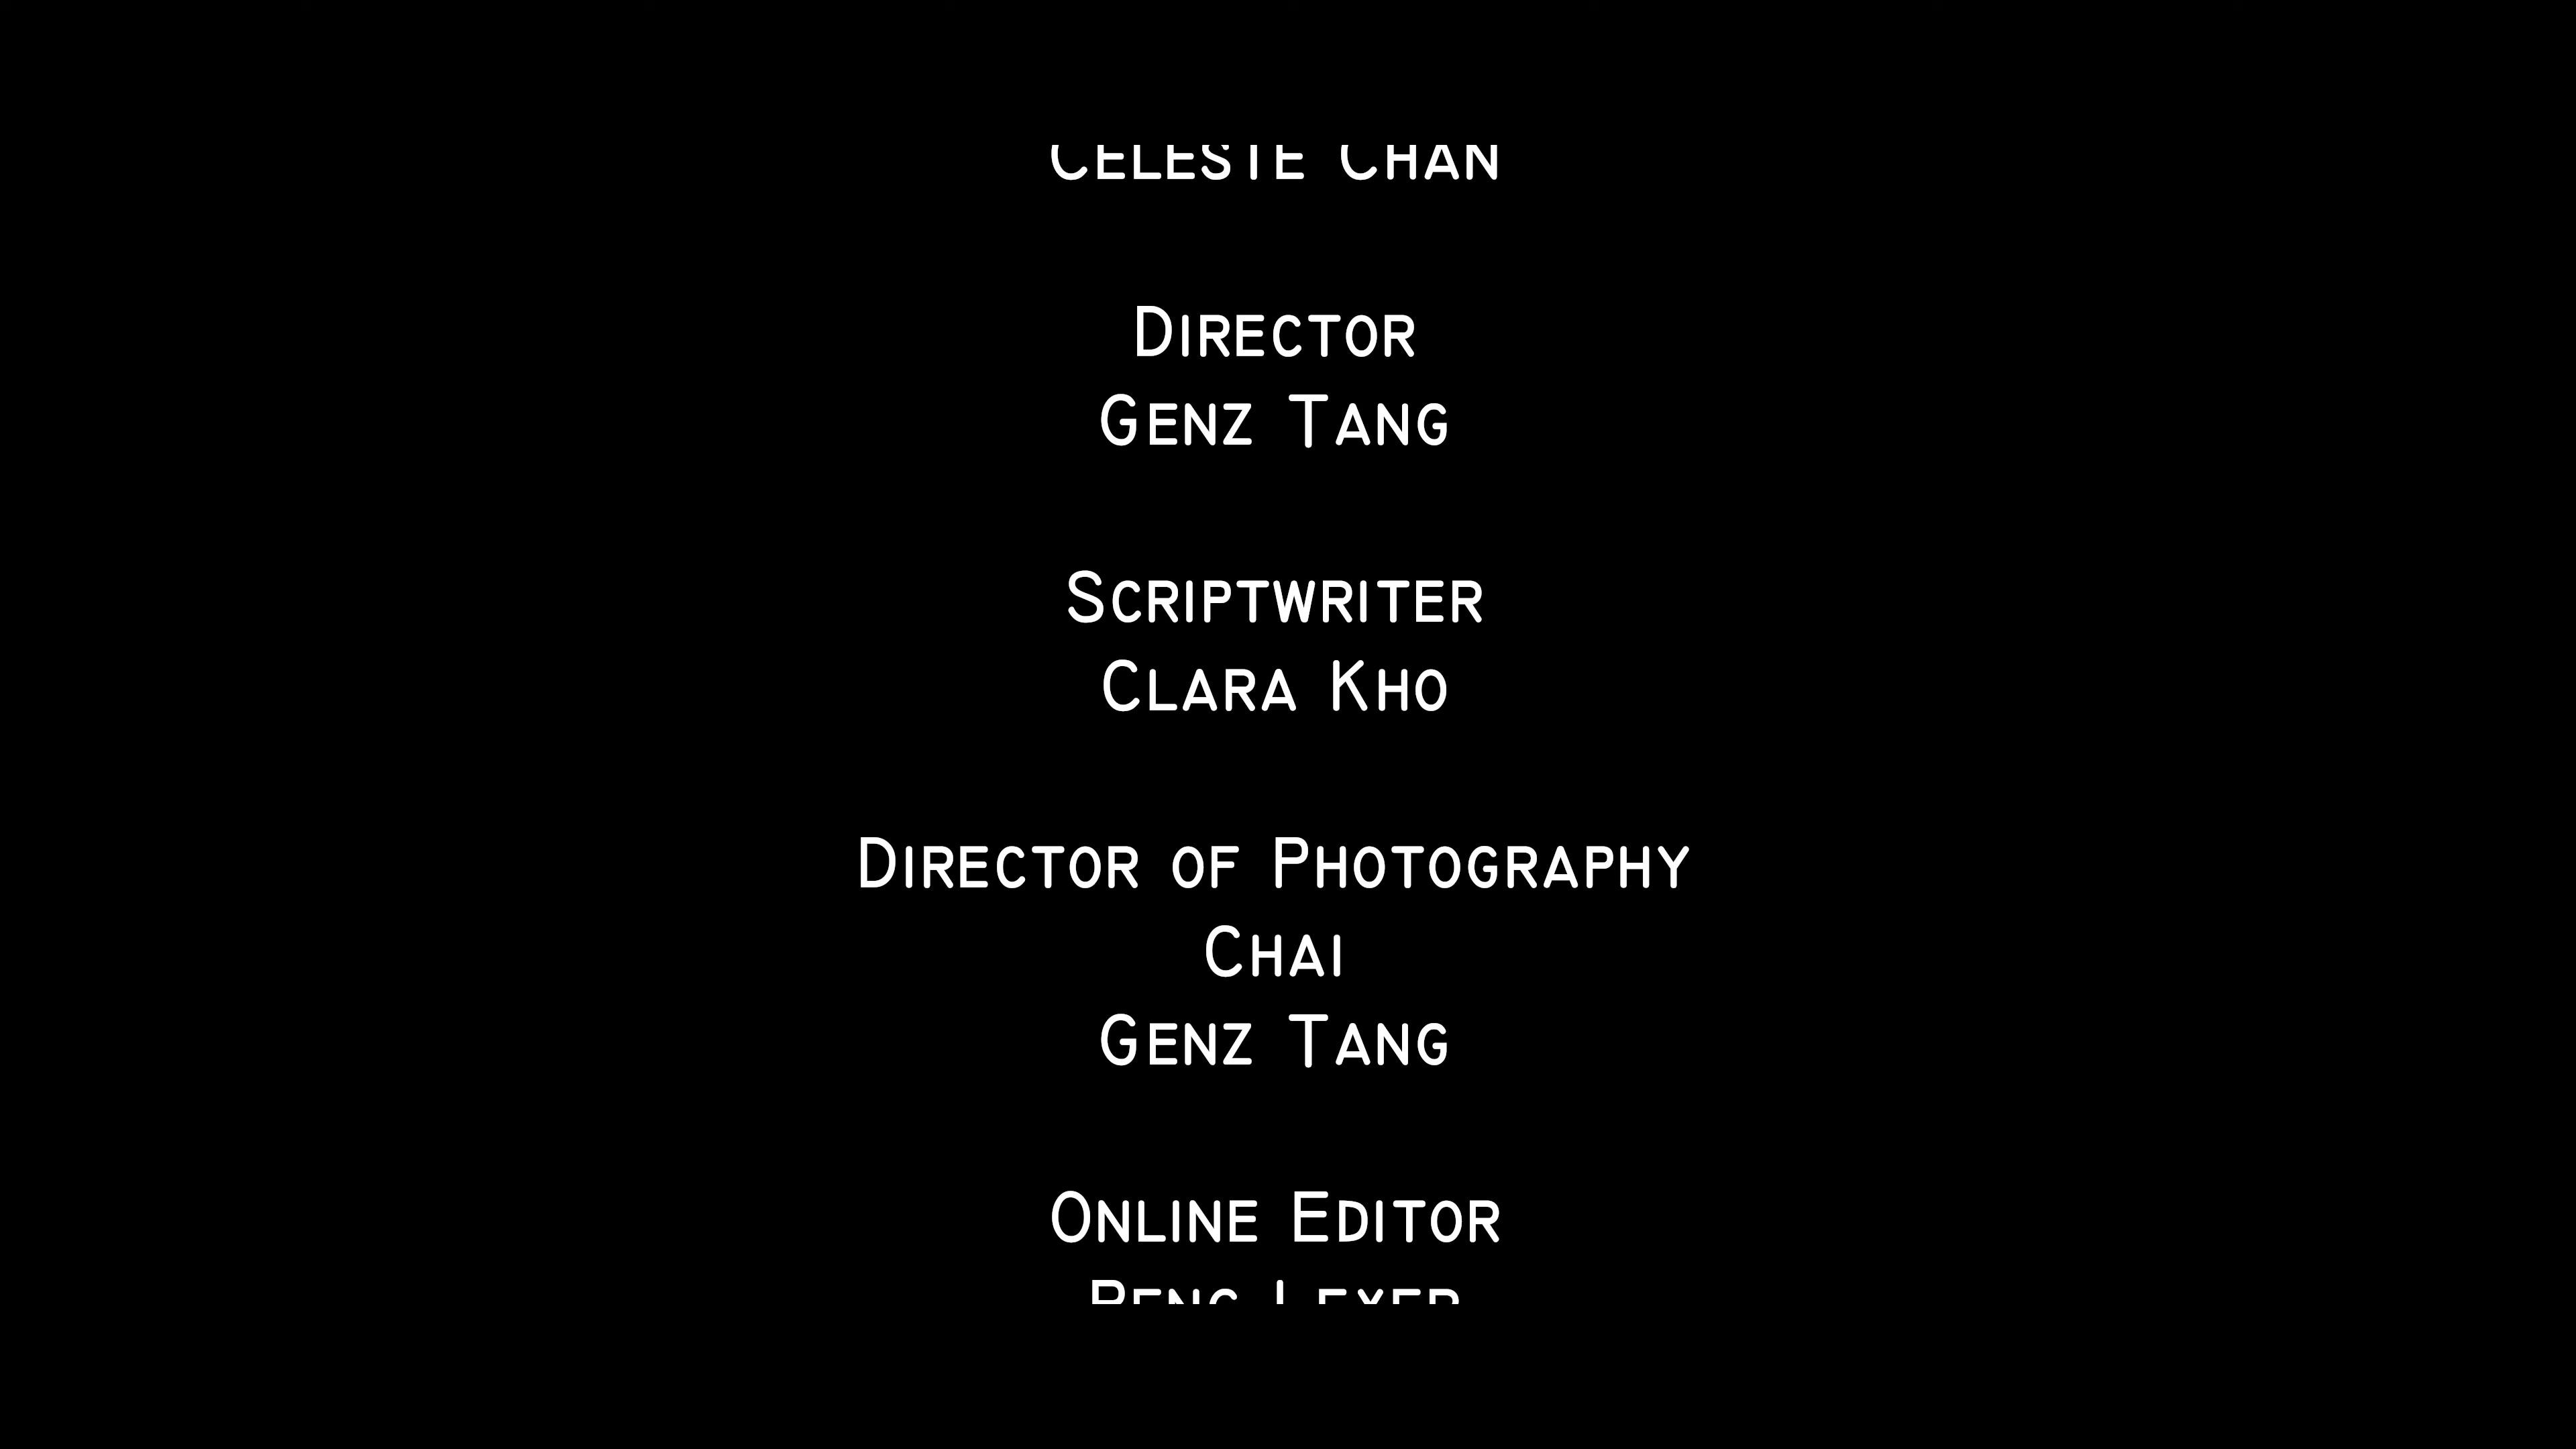 Celeste Chan
Director
Genz Tang
Scriptwriter
Clara Kho
Director of Photography
Chai
Genz Tang
Online Editor